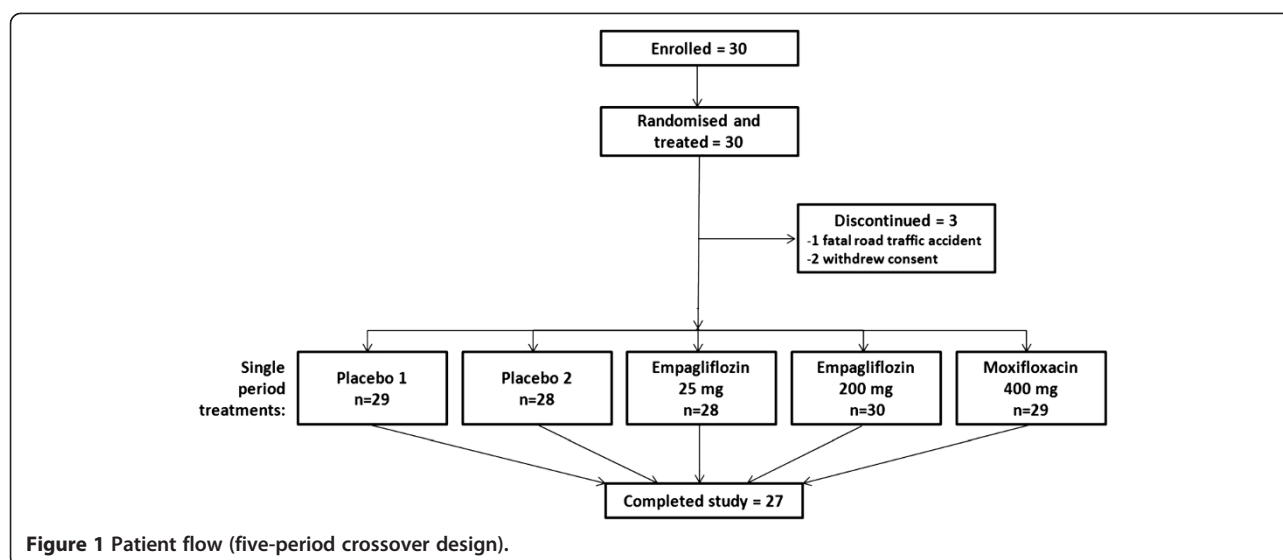 Enrolled = 30
Randomised and
treated = 30
Discontinued = 3
-1 fatal road traffic accident
-2 withdrew consent
Single
period
treatments:
Placebo 1
n=29
Placebo 2
n=28
Empagliflozin
25 mg
n=28
Empagliflozin
200 mg
n=30
Moxifloxacin
400 mg
n=29
Completed study = 27
Figure 1 Patient flow (five-period crossover design).